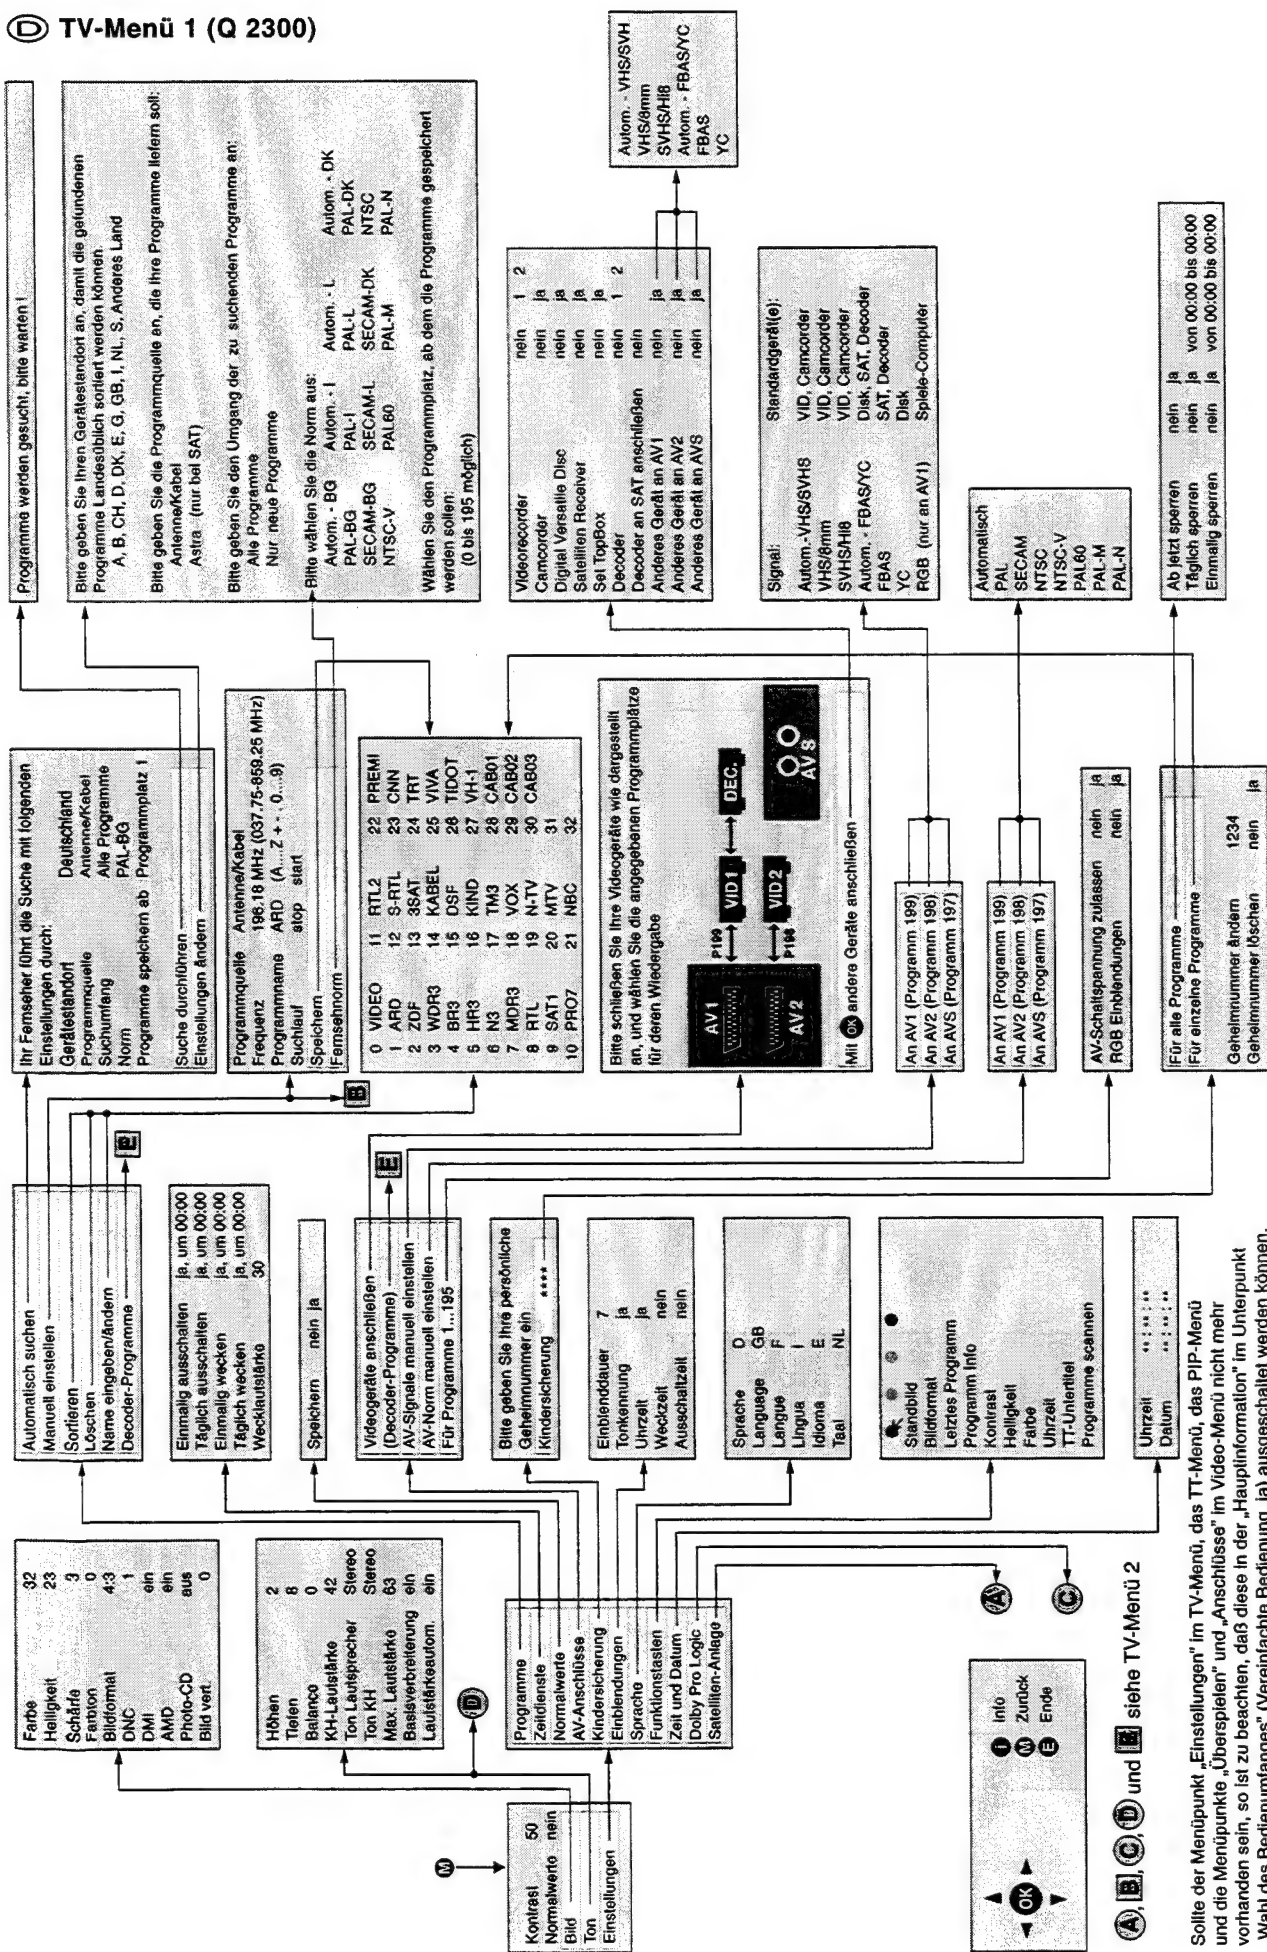 D TV-Menü 1 (Q 2300)
M
Kontrast 50
Normalwerte nein
Bild
Ton
Einstellungen
Farbe 32
Helligkeit 23
Schärfe 3
Farbton 0
Bildformat 4:3
DNC 1
DMI ein
AMD ein
Photo-CD aus
Bild vert. 0
Höhen 2
Tiefen 8
Balance 0
KH-Lautstärke 42
Ton Lautsprecher Stereo
Ton KH Stereo
Max. Lautstärke 63
Basisverbreiterung ein
Lautstärkeautom. ein
D
Programme
Zeitdienste
Normalwerte
AV-Anschlüsse
Kindersicherung
Einblendungen
Sprache
Funktionstasten
Zeit und Datum
Dolby Pro Logic
Satelliten-Anlage
A
C
Automatisch suchen
Manuell einstellen
Sortieren
Löschen
Name eingeben/ändern
Decoder-Programme
E
Einmalig ausschalten ja, um 00:00
Täglich ausschalten ja, um 00:00
Einmalig wecken ja, um 00:00
Täglich wecken ja, um 00:00
Wecklautstärke 30
Speichern nein ja
Videogeräte anschließen
(Decoder-Programme)
AV-Signale manuell einstellen
AV-Norm manuell einstellen
Für Programme 1...195
E
Bitte geben Sie Ihre persönliche
Geheimnummer ein
Kindersicherung ****
Einblenddauer 7
Tonkennung ja
Uhrzeit ja
Weckzeit nein
Ausschaltzeit nein
Sprache D
Language GB
Langue F
Lingua I
Idioma E
Taal NL
Standbild
Bildformat
Letztes Programm
Programm Info
Kontrast
Helligkeit
Farbe
Uhrzeit
TT-Untertitel
Programme scannen
Uhrzeit **:**:**
Datum **:**:**
Ihr Fernseher führt die Suche mit folgenden
Einstellungen durch:
Gerätestandort Deutschland
Programmquelle Antenne/Kabel
Suchumfang Alle Programme
Norm PAL-BG
Programme speichern ab Programmplatz 1
Suche durchführen
Einstellungen ändern
Programmquelle Antenne/Kabel
Frequenz 196.18 MHz (037.75-859.25 MHz)
Programmname ARD (A...Z + - , 0...9)
Suchlauf stop start
Speichern
Fernsehnorm
B
0 VIDEO 11 RTL2 22 PREMI
1 ARD 12 S-RTL 23 CNN
2 ZDF 13 3SAT 24 TRT
3 WDR3 14 KABEL 25 VIVA
4 BR3 15 DSF 26 TIDOT
5 HR3 16 KIND 27 VH-1
6 N3 17 TM3 28 CAB01
7 MDR3 18 VOX 29 CAB02
8 RTL 19 N-TV 30 CAB03
9 SAT1 20 MTV 31
10 PRO7 21 NBC 32
Bitte schließen Sie Ihre Videogeräte wie dargestellt
an, und wählen Sie die angegebenen Programmplätze
für deren Wiedergabe
AV1 P199 VID 1 DEC.
AV2 P198 VID 2 AV S
Mit OK andere Geräte anschließen
An AV1 (Programm 199)
An AV2 (Programm 198)
An AVS (Programm 197)
An AV1 (Programm 199)
An AV2 (Programm 198)
An AVS (Programm 197)
AV-Schaltspannung zulassen nein ja
RGB Einblendungen nein ja
Für alle Programme
Für einzelne Programme
Geheimnummer ändern 1234
Geheimnummer löschen nein ja
Programme werden gesucht, bitte warten !
Bitte geben Sie Ihren Gerätestandort an, damit die gefundenen
Programme Landesüblich sortiert werden können.
A, B, CH, D, DK, E, G, GB, I, NL, S, Anderes Land
Bitte geben Sie die Programmquelle an, die Ihre Programme liefern soll:
Antenne/Kabel
Astra (nur bei SAT)
Bitte geben Sie den Umgang der zu suchenden Programme an:
Alle Programme
Nur neue Programme
Bitte wählen Sie die Norm aus:
Autom. - BG Autom. - I Autom. - L Autom. - DK
PAL-BG PAL-I PAL-L PAL-DK
SECAM-BG SECAM-L SECAM-DK NTSC
NTSC-V PAL60 PAL-M PAL-N
Wählen Sie den Programmplatz, ab dem die Programme gespeichert
werden sollen:
(0 bis 195 möglich)
Videorecorder nein 1 2
Camcorder nein ja
Digital Versatile Disc nein ja
Satelliten Receiver nein ja
Set TopBox nein ja
Decoder nein 1 2
Decoder an SAT anschließen
Anderes Gerät an AV1 nein ja
Anderes Gerät an AV2 nein ja
Anderes Gerät an AVS nein ja
Autom. - VHS/SVH
VHS/8mm
SVHS/Hi8
Autom. - FBAS/YC
FBAS
YC
Signal: Standardgerät(e):
Autom.-VHS/SVHS VID, Camcorder
VHS/8mm VID, Camcorder
SVHS/Hi8 VID, Camcorder
Autom. - FBAS/YC Disk, SAT, Decoder
FBAS SAT, Decoder
YC Disk
RGB (nur an AV1) Spiele-Computer
Automatisch
PAL
SECAM
NTSC
NTSC-V
PAL60
PAL-M
PAL-N
Ab jetzt sperren nein ja
Täglich sperren nein ja von 00:00 bis 00:00
Einmalig sperren nein ja von 00:00 bis 00:00
OK
i Info
M Zurück
E Ende
A, B, C, D und E siehe TV-Menü 2
Sollte der Menüpunkt „Einstellungen" im TV-Menü, das TT-Menü, das PIP-Menü
und die Menüpunkte „Überspielen" und „Anschlüsse" im Video-Menü nicht mehr
vorhanden sein, so ist zu beachten, daß diese in der „Hauptinformation" im Unterpunkt
„Wahl des Bedienumfanges" (Vereinfachte Bedienung, ja) ausgeschaltet werden können.